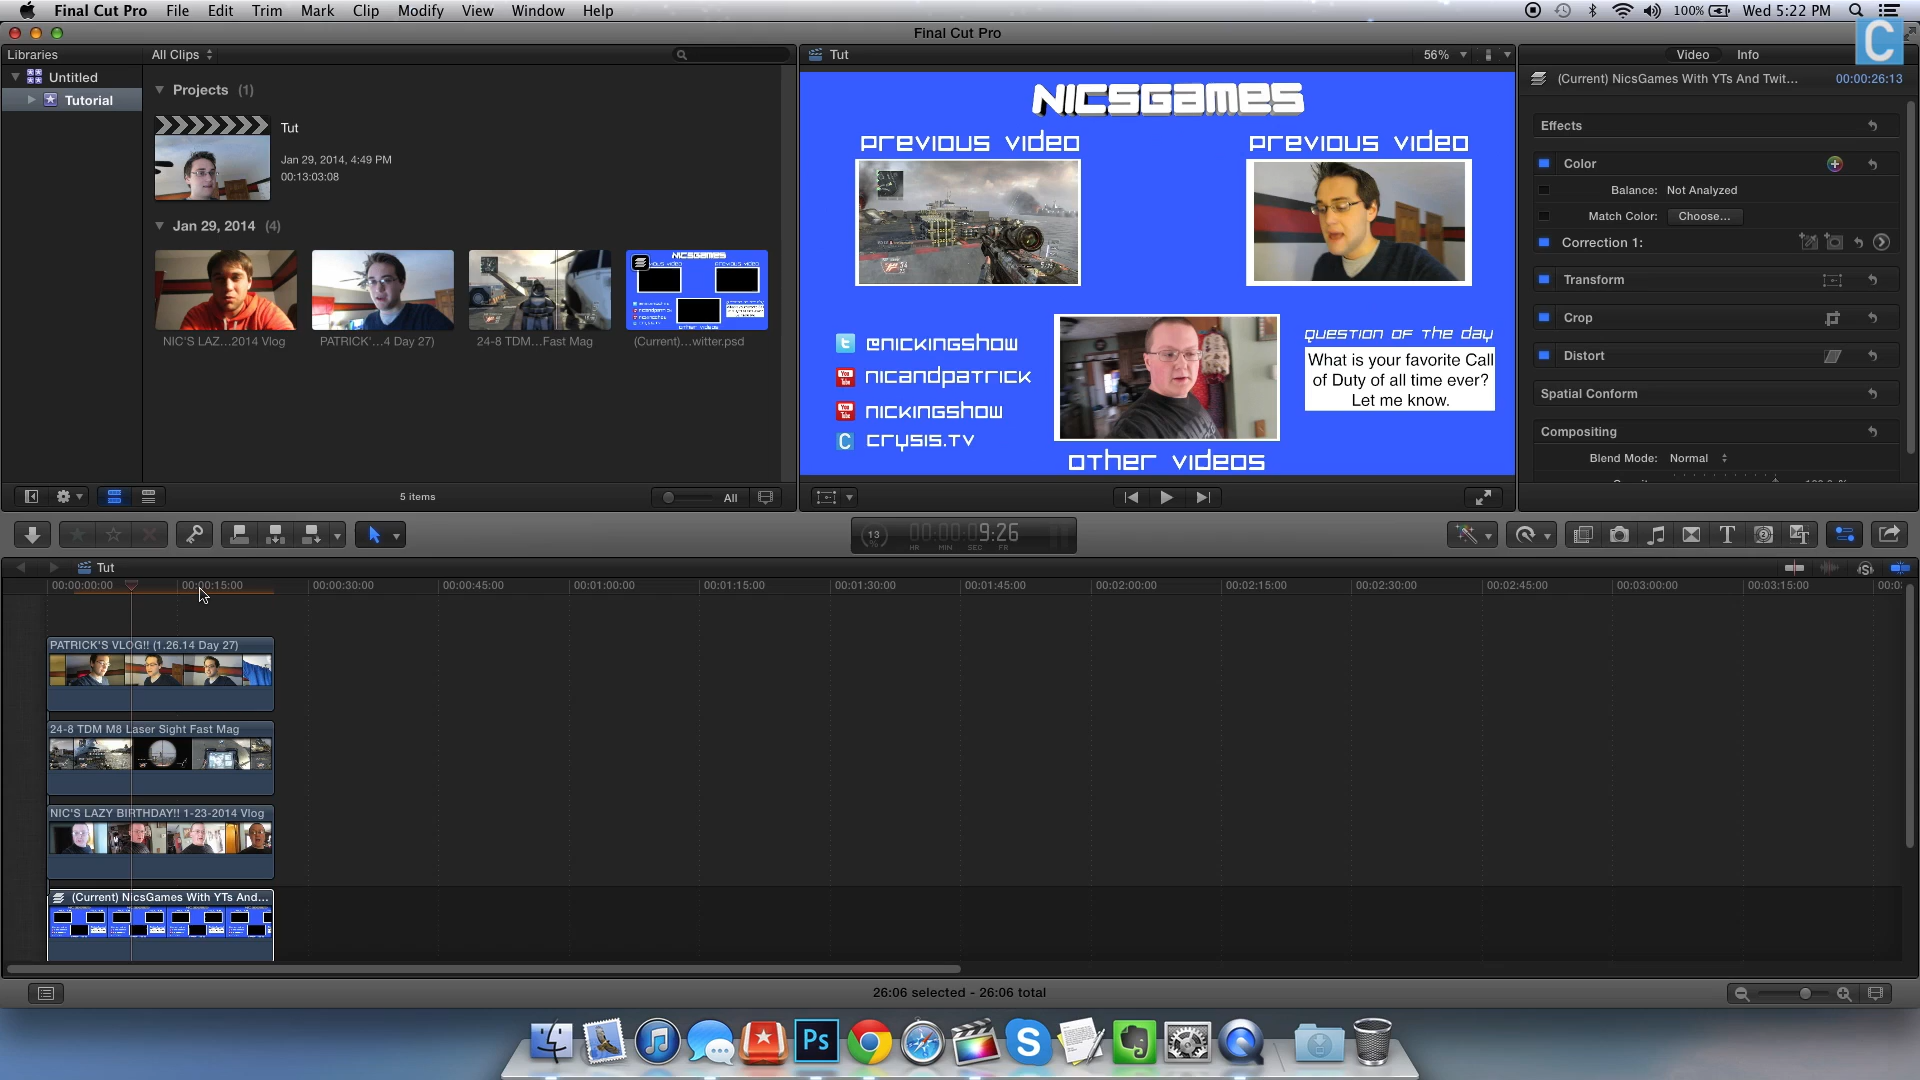 Final Cut Pro File Edit Trim Mark Clip Modify View Window Help
100% Wed 5:22 PM
Final Cut Pro
Libraries
All Clips
Untitled
Tutorial
Projects (1)
Tut
Jan 29, 2014, 4:49 PM
00:13:03:08
Jan 29, 2014 (4)
NIC'S LAZ...2014 Vlog
PATRICK'...4 Day 27)
24-8 TDM...Fast Mag
(Current)...witter.psd
5 items
All
Tut
56%
NICSGAMES
PREVIOUS VIDEO
PREVIOUS VIDEO
@NICKINGSHOW
NICANDPATRICK
NICKINGSHOW
CRYSIS.TV
QUESTION OF THE DAY
What is your favorite Call
of Duty of all time ever?
Let me know.
OTHER VIDEOS
Video Info
(Current) NicsGames With YTs And Twit...
00:00:26:13
Effects
Color
Balance: Not Analyzed
Match Color: Choose...
Correction 1:
Transform
Crop
Distort
Spatial Conform
Compositing
Blend Mode: Normal
13
%
00:00:09:26
HR MIN SEC FR
Tut
00:00:00:00 00:00:15:00 00:00:30:00 00:00:45:00 00:01:00:00 00:01:15:00 00:01:30:00 00:01:45:00 00:02:00:00 00:02:15:00 00:02:30:00 00:02:45:00 00:03:00:00 00:03:15:00
PATRICK'S VLOG!! (1.26.14 Day 27)
24-8 TDM M8 Laser Sight Fast Mag
NIC'S LAZY BIRTHDAY!! 1-23-2014 Vlog
(Current) NicsGames With YTs And...
26:06 selected - 26:06 total
Ps